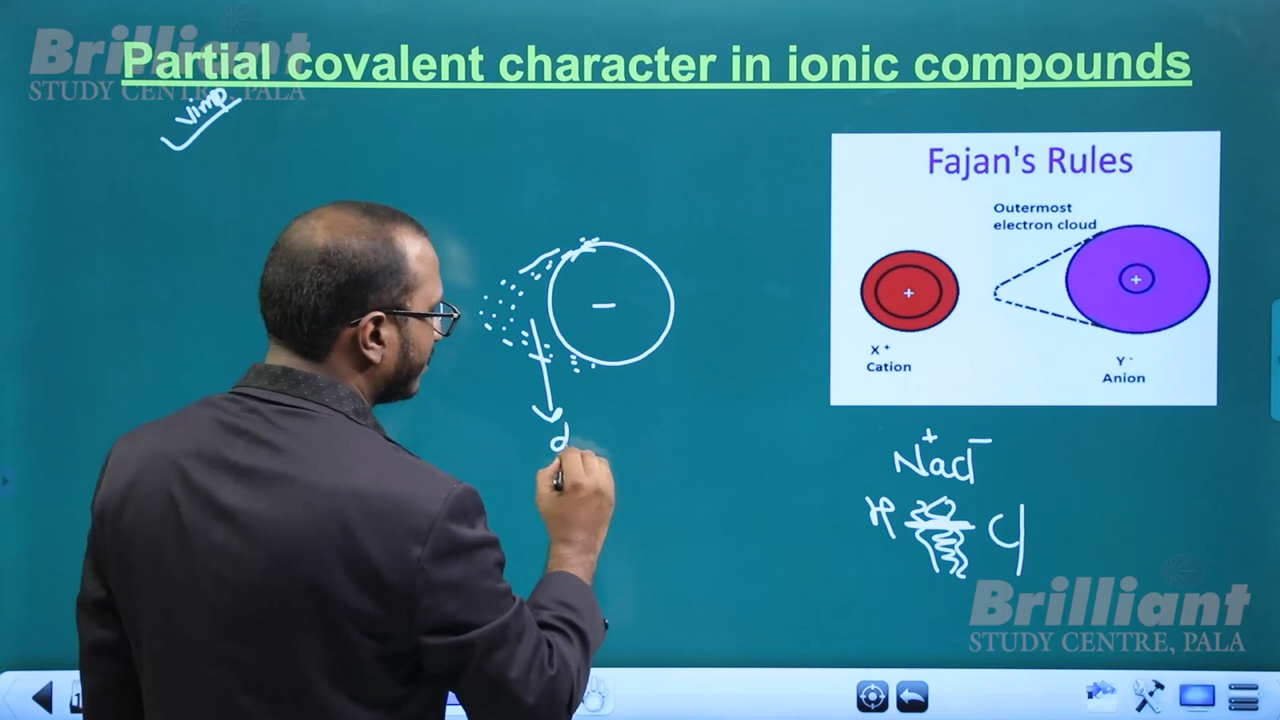 Brilliant
STUDY CENTRE, PALA
Partial covalent character in ionic compounds
Vimp
Fajan's Rules
Outermost
electron cloud
+
+
X +
Cation
Y -
Anion
−
d
Na+Cl−
H Cl
Brilliant
STUDY CENTRE, PALA